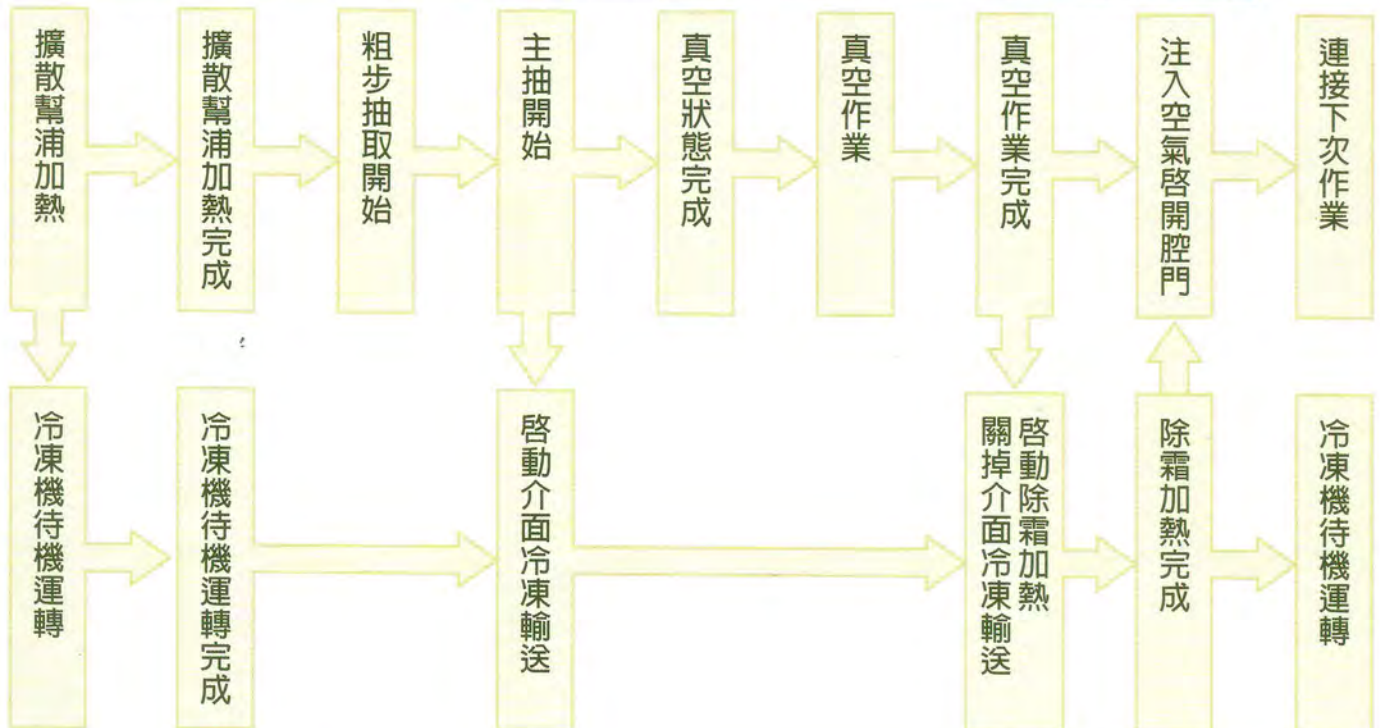 擴散幫浦加熱
擴散幫浦加熱完成
粗步抽取開始
主抽開始
真空狀態完成
真空作業
真空作業完成
注入空氣啓開腔門
連接下次作業
冷凍機待機運轉
冷凍機待機運轉完成
啓動介面冷凍輸送
啓動除霜加熱
關掉介面冷凍輸送
除霜加熱完成
冷凍機待機運轉